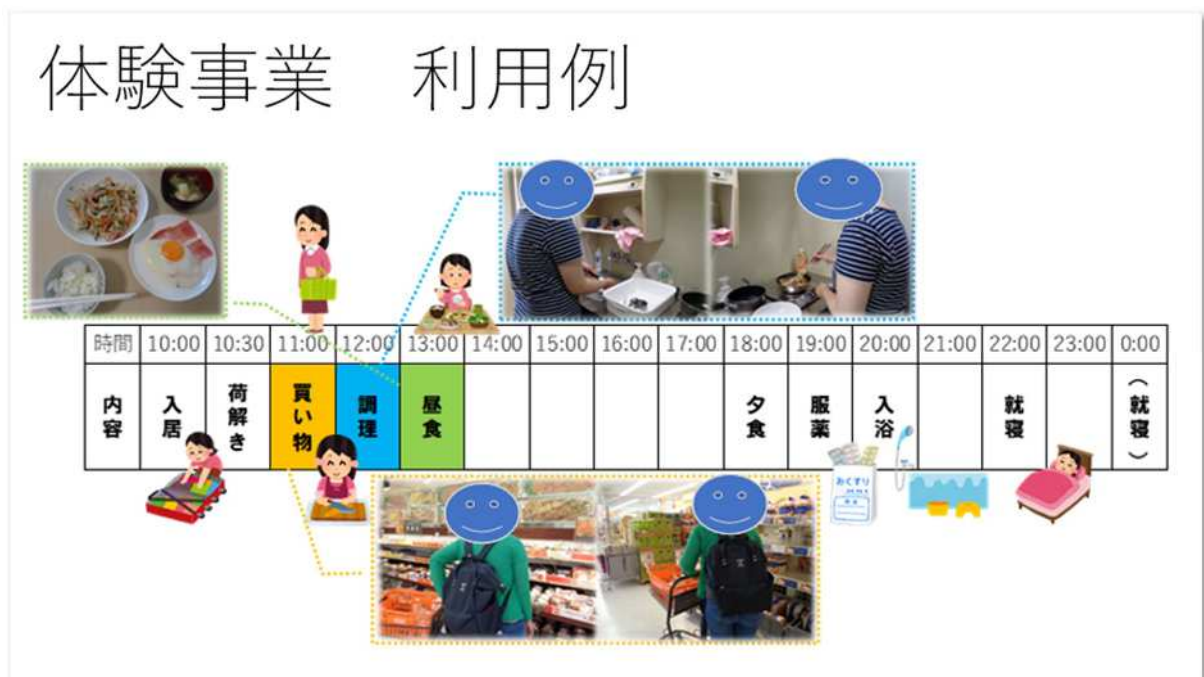 体験事業 利用例
時間 10:00 10:30 11:00 12:00 13:00 14:00 15:00 16:00 17:00 18:00 19:00 20:00 21:00 22:00 23:00 0:00
内容 入居 荷解き 買い物 調理 昼食 夕食 服薬 入浴 就寝 (就寝)
おくすり